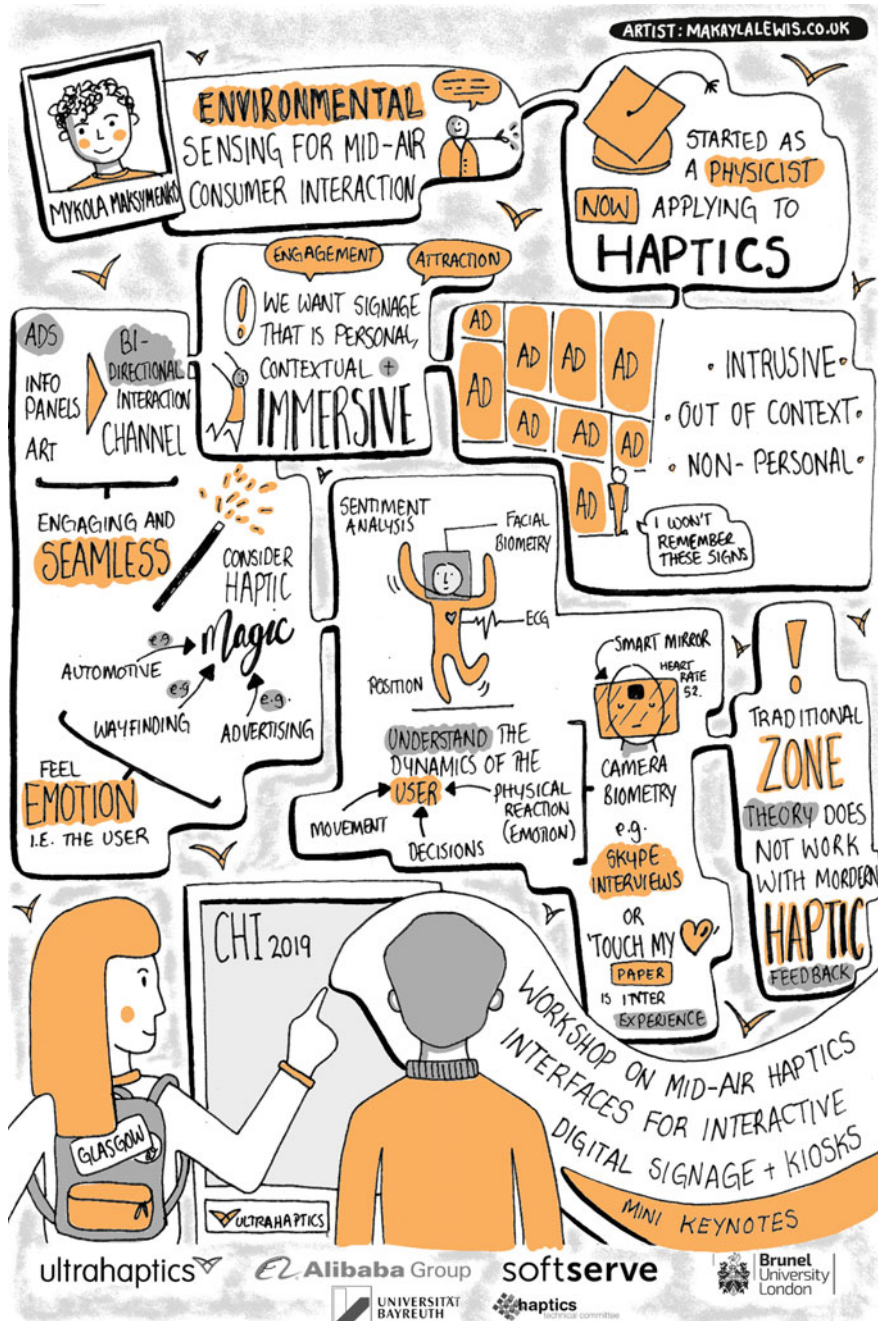 ARTIST: MAKAYLALEWIS.CO.UK
MYKOLA MAKSYMENKO
ENVIRONMENTAL
SENSING FOR MID-AIR
CONSUMER INTERACTION
STARTED AS
A PHYSICIST
NOW APPLYING TO
HAPTICS
ENGAGEMENT
ATTRACTION
! WE WANT SIGNAGE
THAT IS PERSONAL,
CONTEXTUAL +
IMMERSIVE
AD
AD
AD
AD
AD
AD
AD
AD
AD
• INTRUSIVE •
• OUT OF CONTEXT •
• NON-PERSONAL •
I WON'T
REMEMBER
THESE SIGNS
ADS
INFO
PANELS
ART
BI-
DIRECTIONAL
INTERACTION
CHANNEL
ENGAGING AND
SEAMLESS
CONSIDER
HAPTIC
Magic
e.g
AUTOMOTIVE
e.g
WAYFINDING
e.g.
ADVERTISING
FEEL
EMOTION
I.E. THE USER
SENTIMENT
ANALYSIS
FACIAL
BIOMETRY
ECG
POSITION
UNDERSTAND THE
DYNAMICS OF THE
USER
MOVEMENT
DECISIONS
PHYSICAL
REACTION
(EMOTION)
SMART MIRROR
HEART
RATE
52.
CAMERA
BIOMETRY
e.g.
SKYPE
INTERVIEWS
OR
'TOUCH MY
'
PAPER
IS INTER
EXPERIENCE
!
TRADITIONAL
ZONE
THEORY DOES
NOT WORK
WITH MORDERN
HAPTIC
FEEDBACK
CHI 2019
GLASGOW
ULTRAHAPTICS
WORKSHOP ON MID-AIR HAPTICS
INTERFACES FOR INTERACTIVE
DIGITAL SIGNAGE + KIOSKS
MINI KEYNOTES
ultrahaptics
Alibaba Group
softserve
Brunel
University
London
UNIVERSITÄT
BAYREUTH
haptics
technical committee